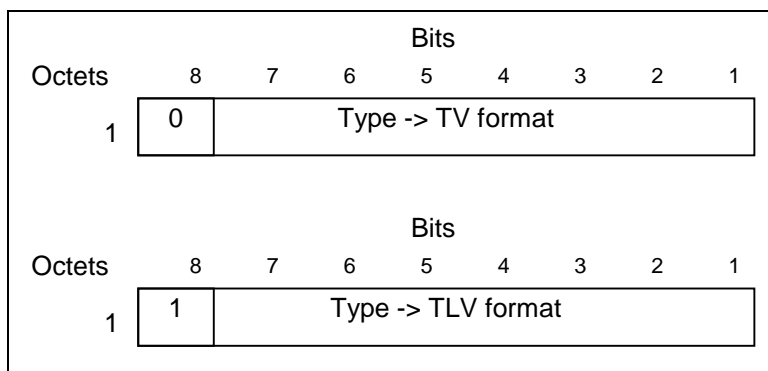 Bits
Octets 8 7 6 5 4 3 2 1
1 0 Type -> TV format
Bits
Octets 8 7 6 5 4 3 2 1
1 1 Type -> TLV format